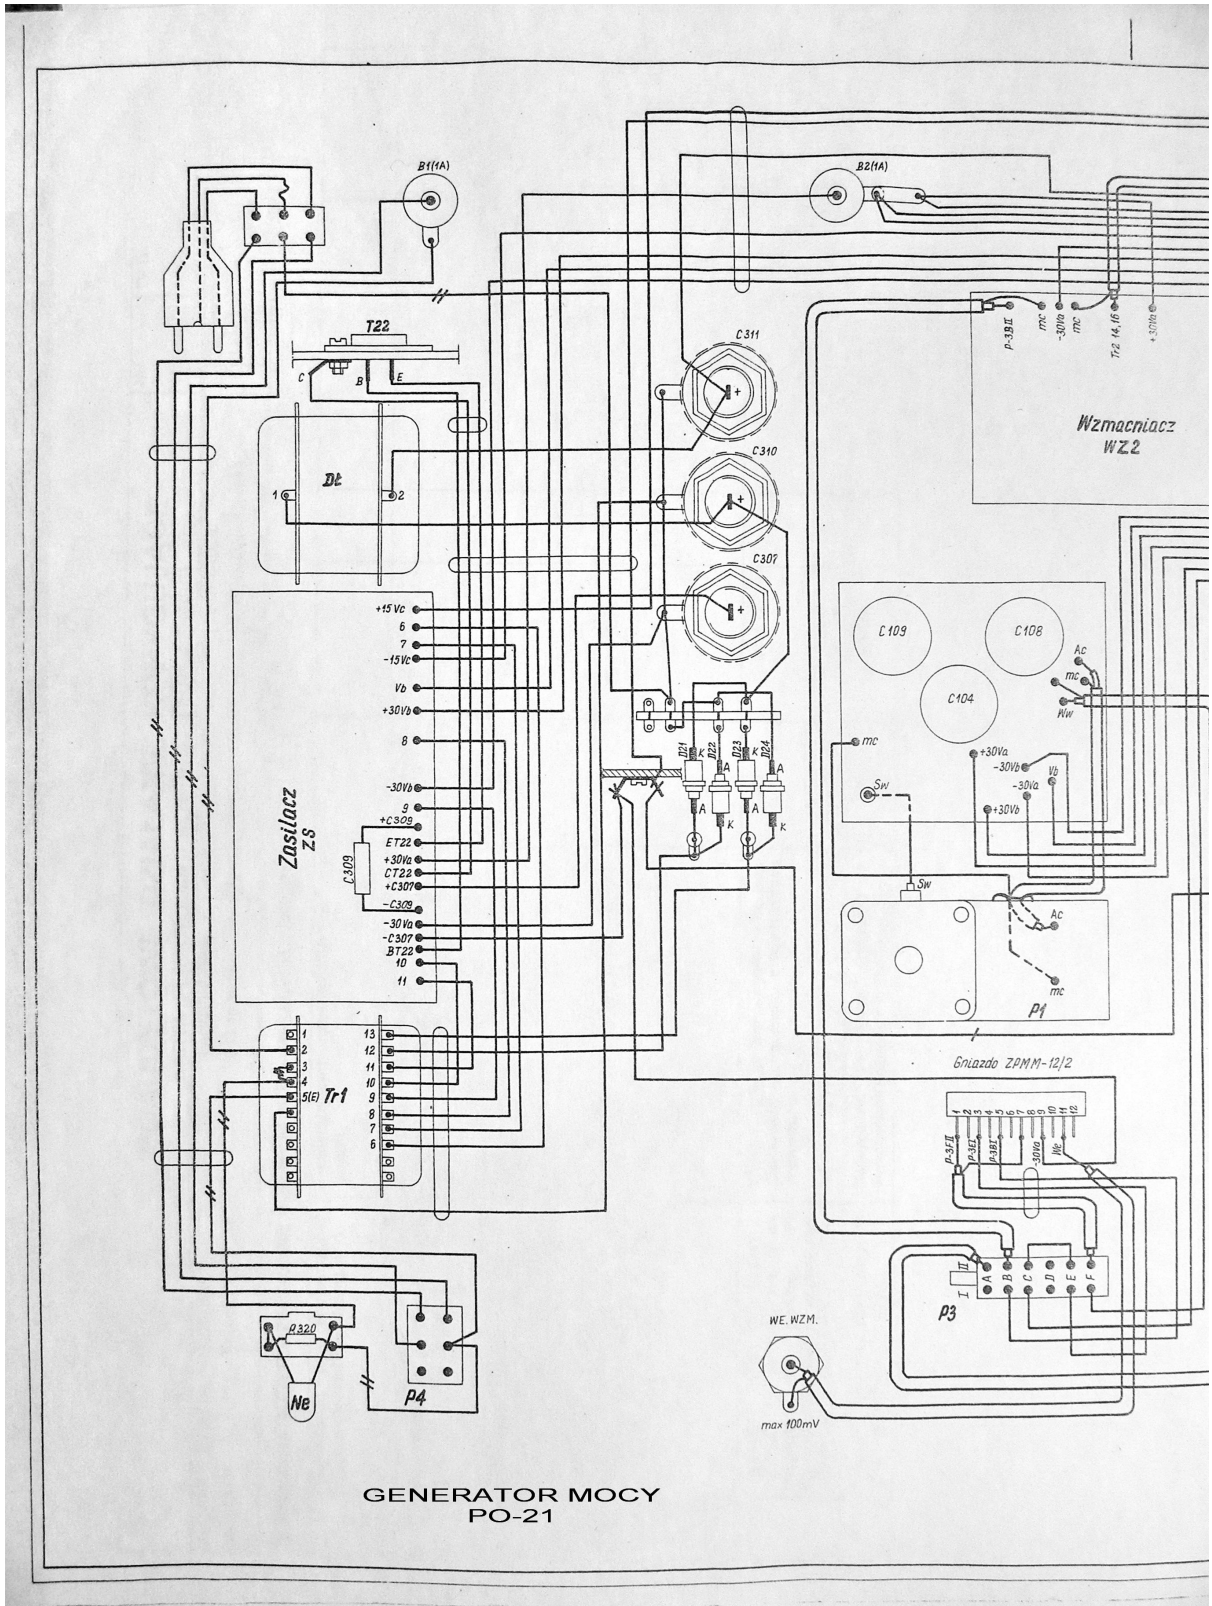 B1(1A)
B2(1A)
T22
C
B
E
C311
+
P-3BII
mc
-30Va
mc
Tr2 14,16
+30Va
Wzmacniacz
WZ2
Dł
1
2
C310
+
C307
+
+15Vc
6
7
-15Vc
Vb
+30Vb
8
-30Vb
9
+C309
ET22
+30Va
CT22
+C307
-C309
-30Va
-C307
BT22
10
11
Zasilacz
ZS
C309
D21
K
D22
A
D23
K
D24
A
A
K
A
K
C109
C108
C104
Ac
mc
Ww
mc
+30Va
-30Vb
Vb
-30Va
+30Vb
Sw
Sw
Ac
mc
P1
1
2
3
4
5(E)
Tr1
13
12
11
10
9
8
7
6
Gniazdo ZPMM-12/2
1 2 3 4 5 6 7 8 9 10 11 12
P-3FII
P-3EI
P-3BI
-30Va
We
II
I
A B C D E F
P3
R320
Ne
P4
WE. WZM.
max 100mV
GENERATOR MOCY
PO-21